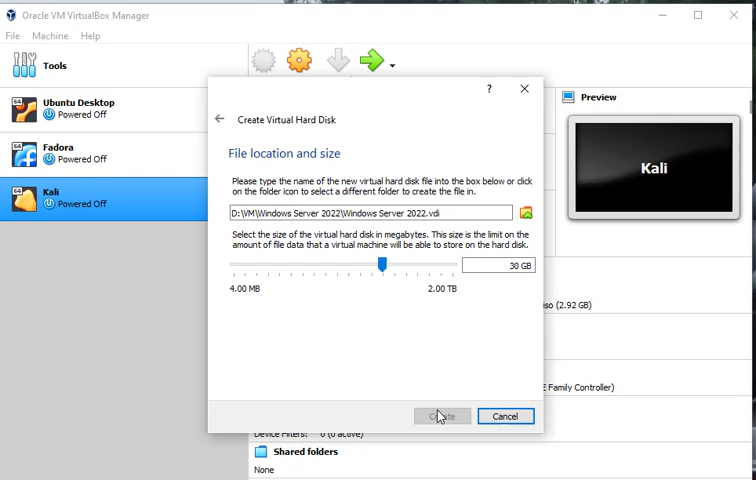 Oracle VM VirtualBox Manager
File Machine Help
Tools
64
Ubuntu Desktop
Powered Off
64
Fadora
Powered Off
64
Kali
Powered Off
Preview
Kali
?
Create Virtual Hard Disk
File location and size
Please type the name of the new virtual hard disk file into the box below or click
on the folder icon to select a different folder to create the file in.
D:\VM\Windows Server 2022\Windows Server 2022.vdi
Select the size of the virtual hard disk in megabytes. This size is the limit on the
amount of file data that a virtual machine will be able to store on the hard disk.
30 GB
4.00 MB
2.00 TB
Create
Cancel
iso (2.92 GB)
E Family Controller)
Device Filters: 0 (0 active)
Shared folders
None